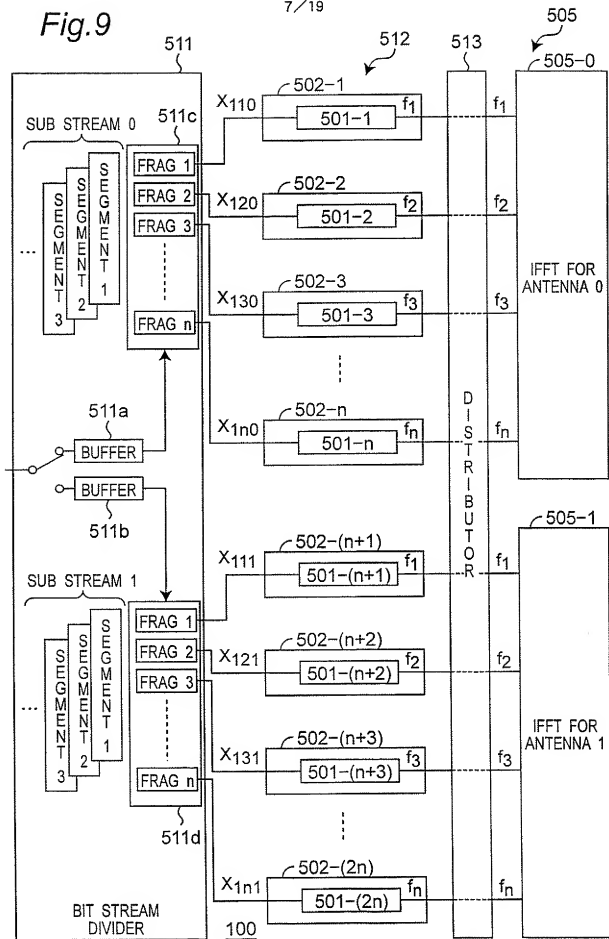 7/19
Fig.9
511
512
513
505
505-0
SUB STREAM 0
511c
SEGMENT 1
SEGMENT 2
SEGMENT 3
...
FRAG 1
FRAG 2
FRAG 3
FRAG n
X110
502-1
501-1
f1
f1
X120
502-2
501-2
f2
f2
X130
502-3
501-3
f3
f3
X1n0
502-n
501-n
fn
fn
IFFT FOR
ANTENNA 0
DISTRIBUTOR
511a
BUFFER
BUFFER
511b
505-1
SUB STREAM 1
SEGMENT 1
SEGMENT 2
SEGMENT 3
...
FRAG 1
FRAG 2
FRAG 3
FRAG n
511d
X111
502-(n+1)
501-(n+1)
f1
f1
X121
502-(n+2)
501-(n+2)
f2
f2
X131
502-(n+3)
501-(n+3)
f3
f3
X1n1
502-(2n)
501-(2n)
fn
fn
IFFT FOR
ANTENNA 1
BIT STREAM
DIVIDER
100